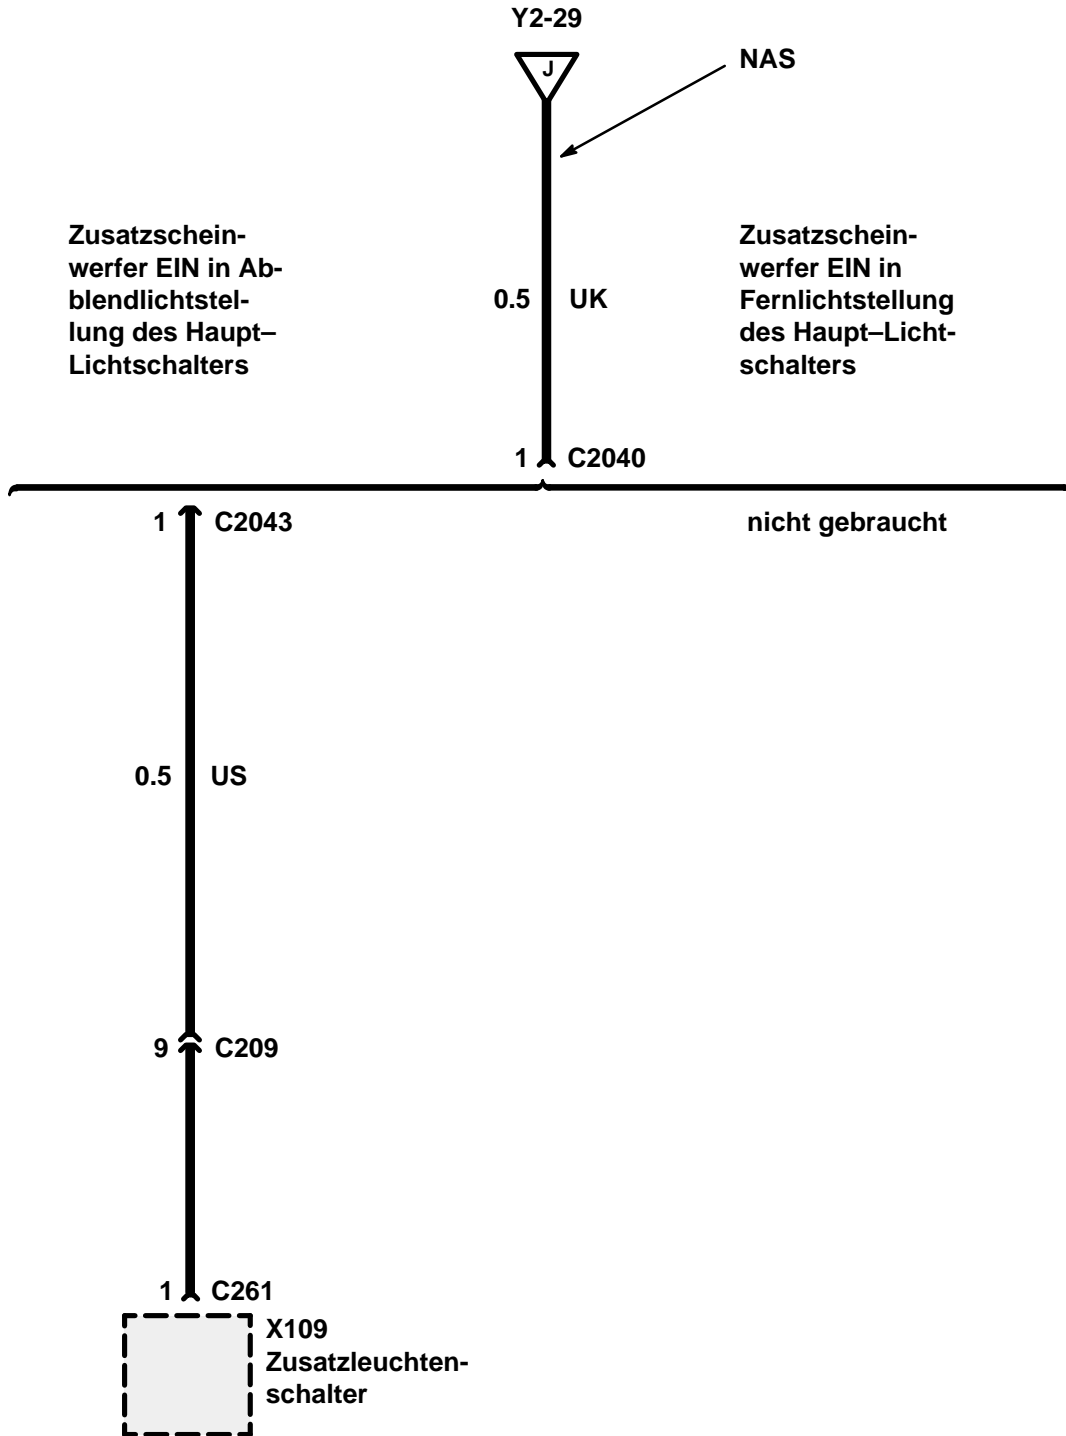 Y2-29
J
NAS
Zusatzschein-
werfer EIN in Ab-
blendlichtstel-
lung des Haupt–
Lichtschalters
0.5 UK
Zusatzschein-
werfer EIN in
Fernlichtstellung
des Haupt–Licht-
schalters
1 C2040
1 C2043
nicht gebraucht
0.5 US
9 C209
1 C261
X109
Zusatzleuchten-
schalter